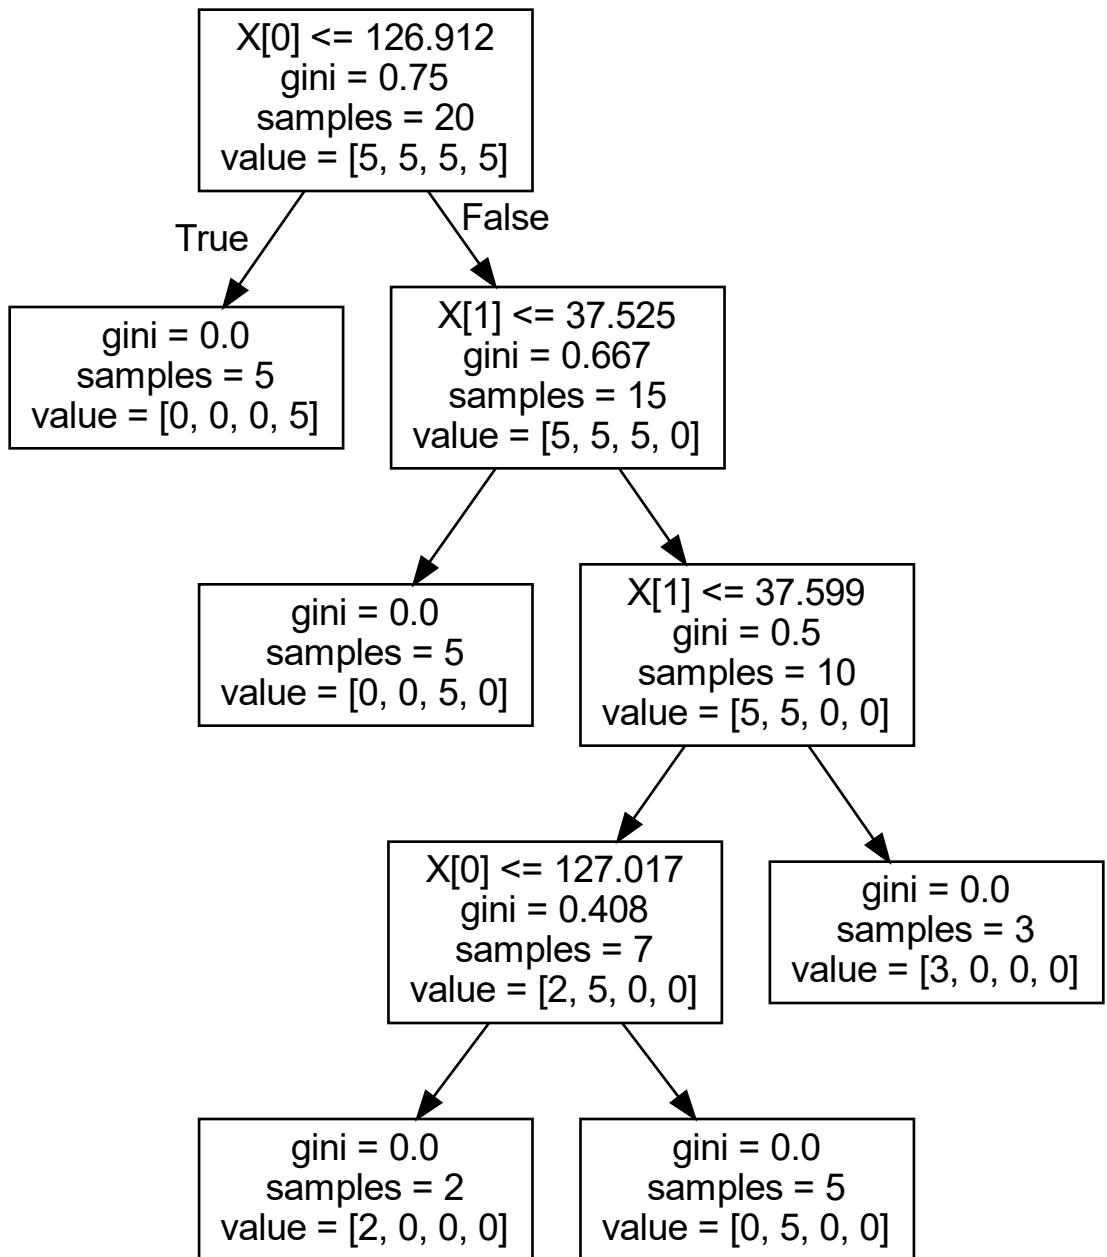 X[0] <= 126.912
gini = 0.75
samples = 20
value = [5, 5, 5, 5]
True
False
gini = 0.0
samples = 5
value = [0, 0, 0, 5]
X[1] <= 37.525
gini = 0.667
samples = 15
value = [5, 5, 5, 0]
gini = 0.0
samples = 5
value = [0, 0, 5, 0]
X[1] <= 37.599
gini = 0.5
samples = 10
value = [5, 5, 0, 0]
X[0] <= 127.017
gini = 0.408
samples = 7
value = [2, 5, 0, 0]
gini = 0.0
samples = 3
value = [3, 0, 0, 0]
gini = 0.0
samples = 2
value = [2, 0, 0, 0]
gini = 0.0
samples = 5
value = [0, 5, 0, 0]